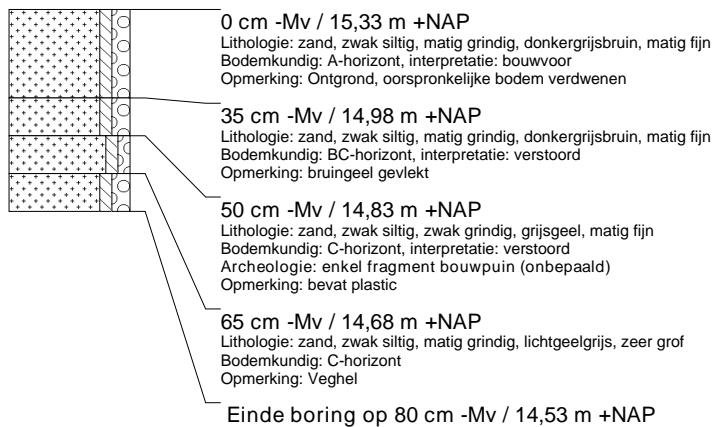 0 cm -Mv / 15,33 m +NAP
Lithologie: zand, zwak siltig, matig grindig, donkergrijsbruin, matig fijn
Bodemkundig: A-horizont, interpretatie: bouwvoor
Opmerking: Ontgrond, oorspronkelijke bodem verdwenen
35 cm -Mv / 14,98 m +NAP
Lithologie: zand, zwak siltig, matig grindig, donkergrijsbruin, matig fijn
Bodemkundig: BC-horizont, interpretatie: verstoord
Opmerking: bruingeel gevlekt
50 cm -Mv / 14,83 m +NAP
Lithologie: zand, zwak siltig, zwak grindig, grijsgeel, matig fijn
Bodemkundig: C-horizont, interpretatie: verstoord
Archeologie: enkel fragment bouwpuin (onbepaald)
Opmerking: bevat plastic
65 cm -Mv / 14,68 m +NAP
Lithologie: zand, zwak siltig, matig grindig, lichtgeelgrijs, zeer grof
Bodemkundig: C-horizont
Opmerking: Veghel
Einde boring op 80 cm -Mv / 14,53 m +NAP